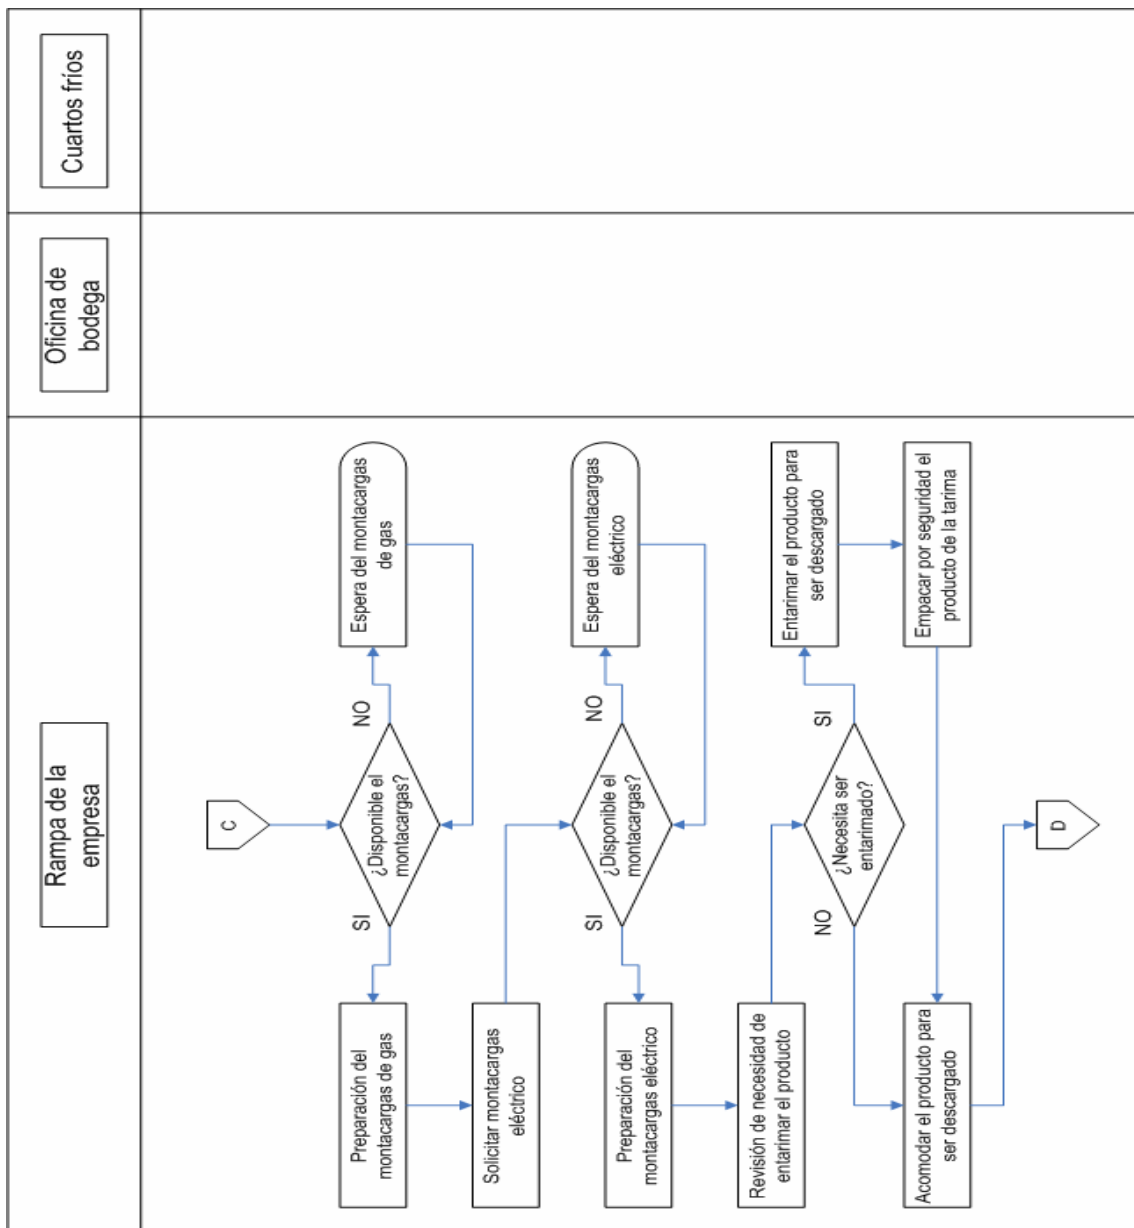 Rampa de la
empresa
Oficina de
bodega
Cuartos fríos
C
¿Disponible el
montacargas?
SI
NO
Preparación del
montacargas de gas
Espera del montacargas
de gas
Solicitar montacargas
eléctrico
¿Disponible el
montacargas?
SI
NO
Preparación del
montacargas eléctrico
Espera del montacargas
eléctrico
Revisión de necesidad de
entarimar el producto
¿Necesita ser
entarimado?
NO
SI
Entarimar el producto para
ser descargado
Acomodar el producto para
ser descargado
Empacar por seguridad el
producto de la tarima
D